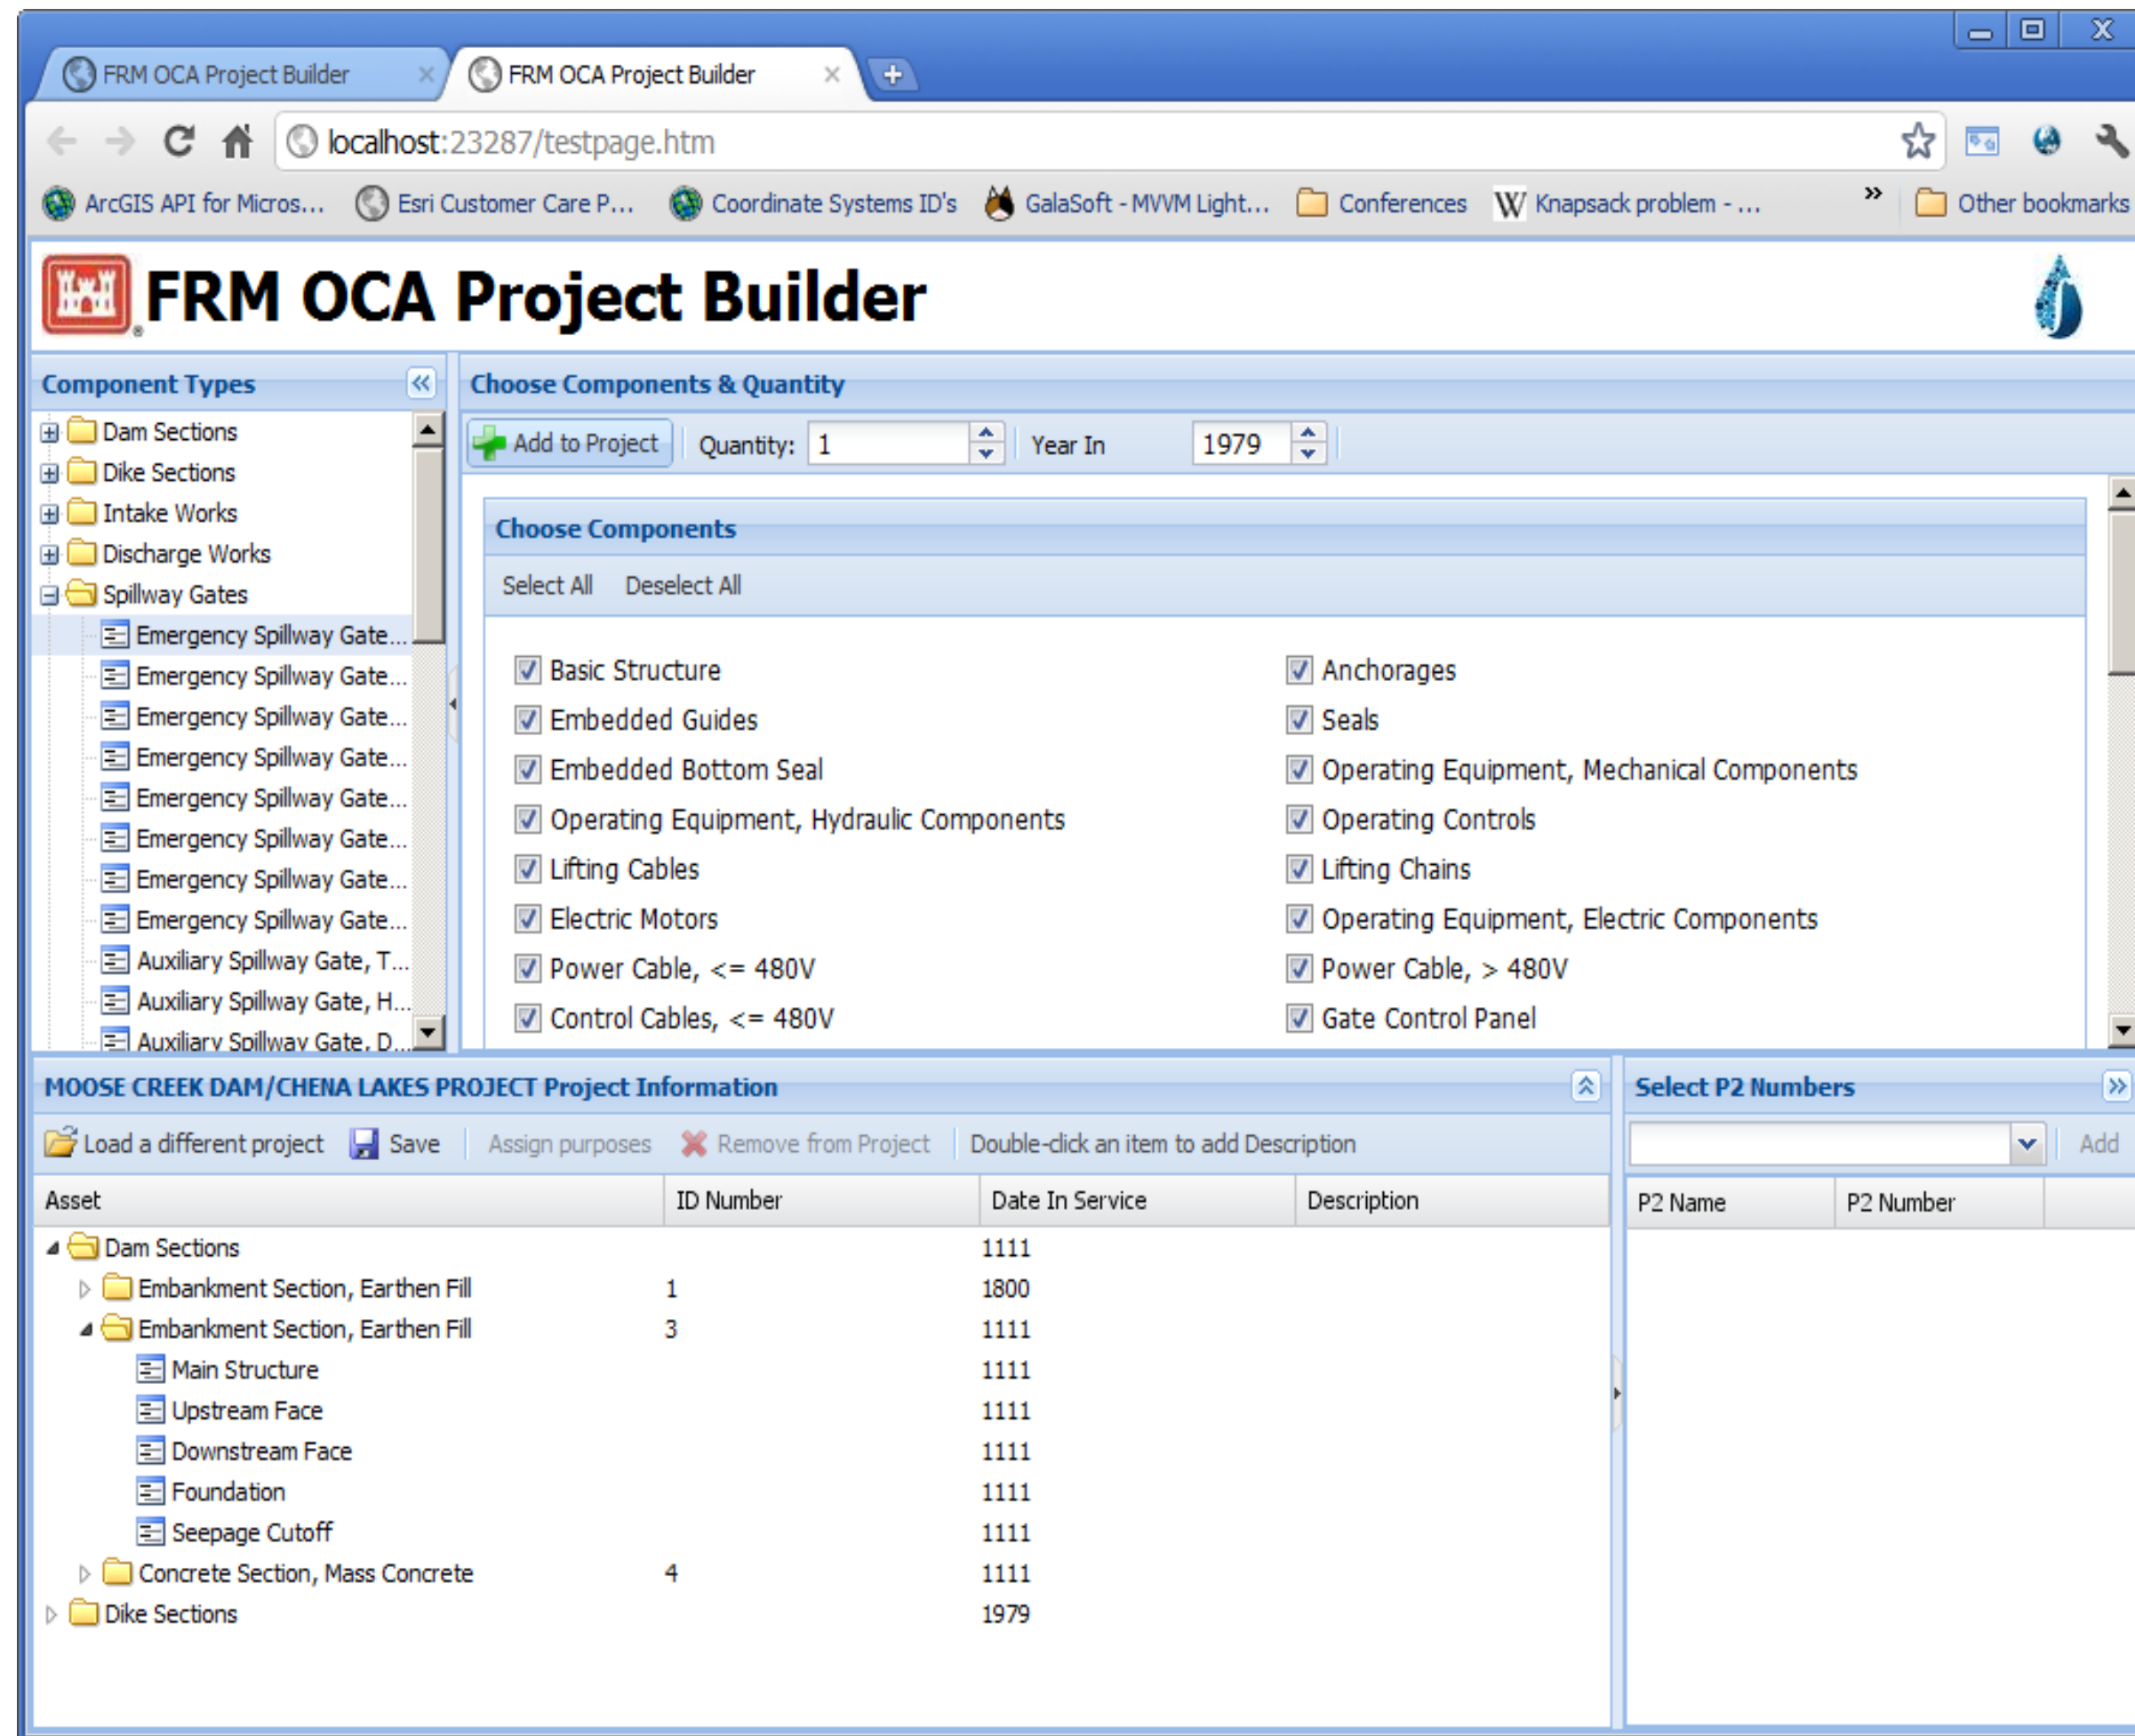 FRM OCA Project Builder
FRM OCA Project Builder
localhost:23287/testpage.htm
ArcGIS API for Micros... Esri Customer Care P... Coordinate Systems ID's GalaSoft - MVVM Light... Conferences W Knapsack problem - ... » Other bookmarks
FRM OCA Project Builder
Component Types
Dam Sections
Dike Sections
Intake Works
Discharge Works
Spillway Gates
Emergency Spillway Gate...
Emergency Spillway Gate...
Emergency Spillway Gate...
Emergency Spillway Gate...
Emergency Spillway Gate...
Emergency Spillway Gate...
Emergency Spillway Gate...
Emergency Spillway Gate...
Auxiliary Spillway Gate, T...
Auxiliary Spillway Gate, H...
Auxiliary Spillway Gate, D...
Choose Components & Quantity
Add to Project Quantity: 1 Year In 1979
Choose Components
Select All Deselect All
Basic Structure Anchorages
Embedded Guides Seals
Embedded Bottom Seal Operating Equipment, Mechanical Components
Operating Equipment, Hydraulic Components Operating Controls
Lifting Cables Lifting Chains
Electric Motors Operating Equipment, Electric Components
Power Cable, <= 480V Power Cable, > 480V
Control Cables, <= 480V Gate Control Panel
MOOSE CREEK DAM/CHENA LAKES PROJECT Project Information
Load a different project Save Assign purposes Remove from Project Double-click an item to add Description
Asset ID Number Date In Service Description
Dam Sections 1111
Embankment Section, Earthen Fill 1 1800
Embankment Section, Earthen Fill 3 1111
Main Structure 1111
Upstream Face 1111
Downstream Face 1111
Foundation 1111
Seepage Cutoff 1111
Concrete Section, Mass Concrete 4 1111
Dike Sections 1979
Select P2 Numbers
Add
P2 Name P2 Number